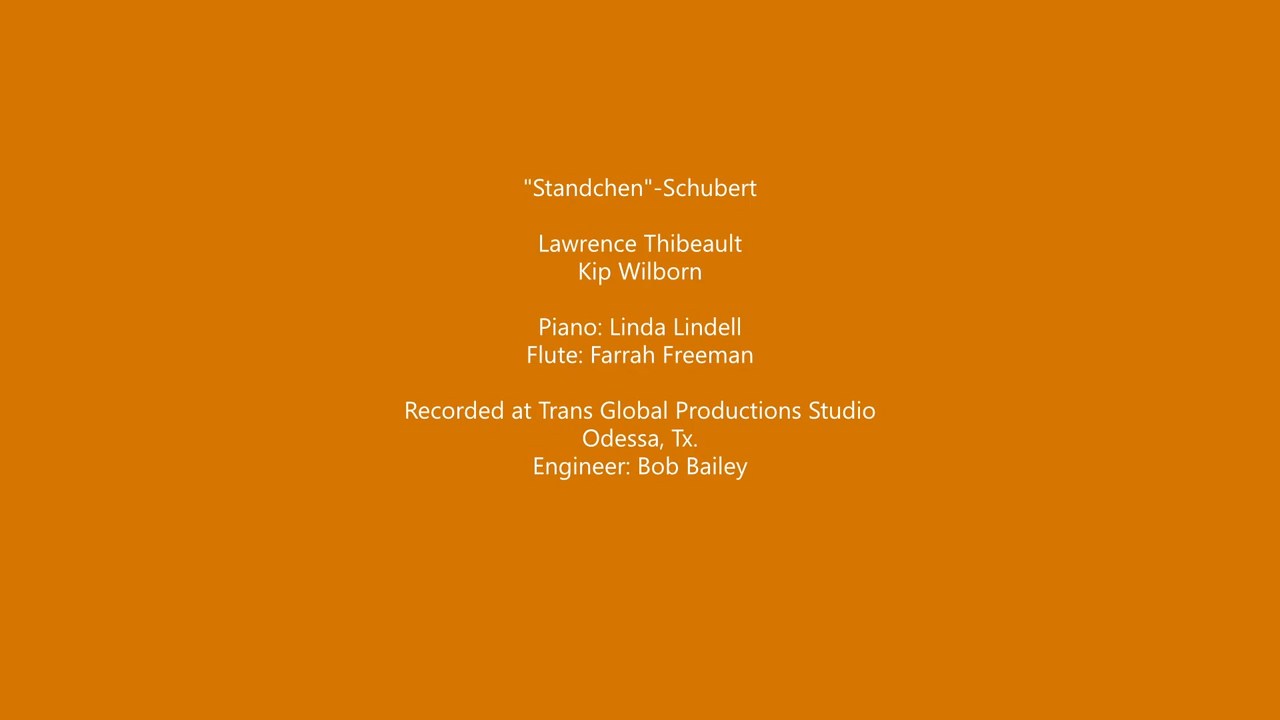 "Standchen"-Schubert
Lawrence Thibeault
Kip Wilborn
Piano: Linda Lindell
Flute: Farrah Freeman
Recorded at Trans Global Productions Studio
Odessa, Tx.
Engineer: Bob Bailey